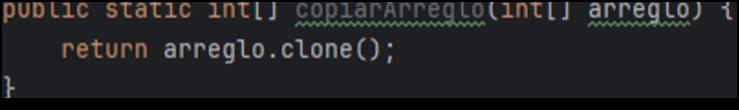 public static int[] copiarArreglo(int[] arreglo) {
return arreglo.clone();
}